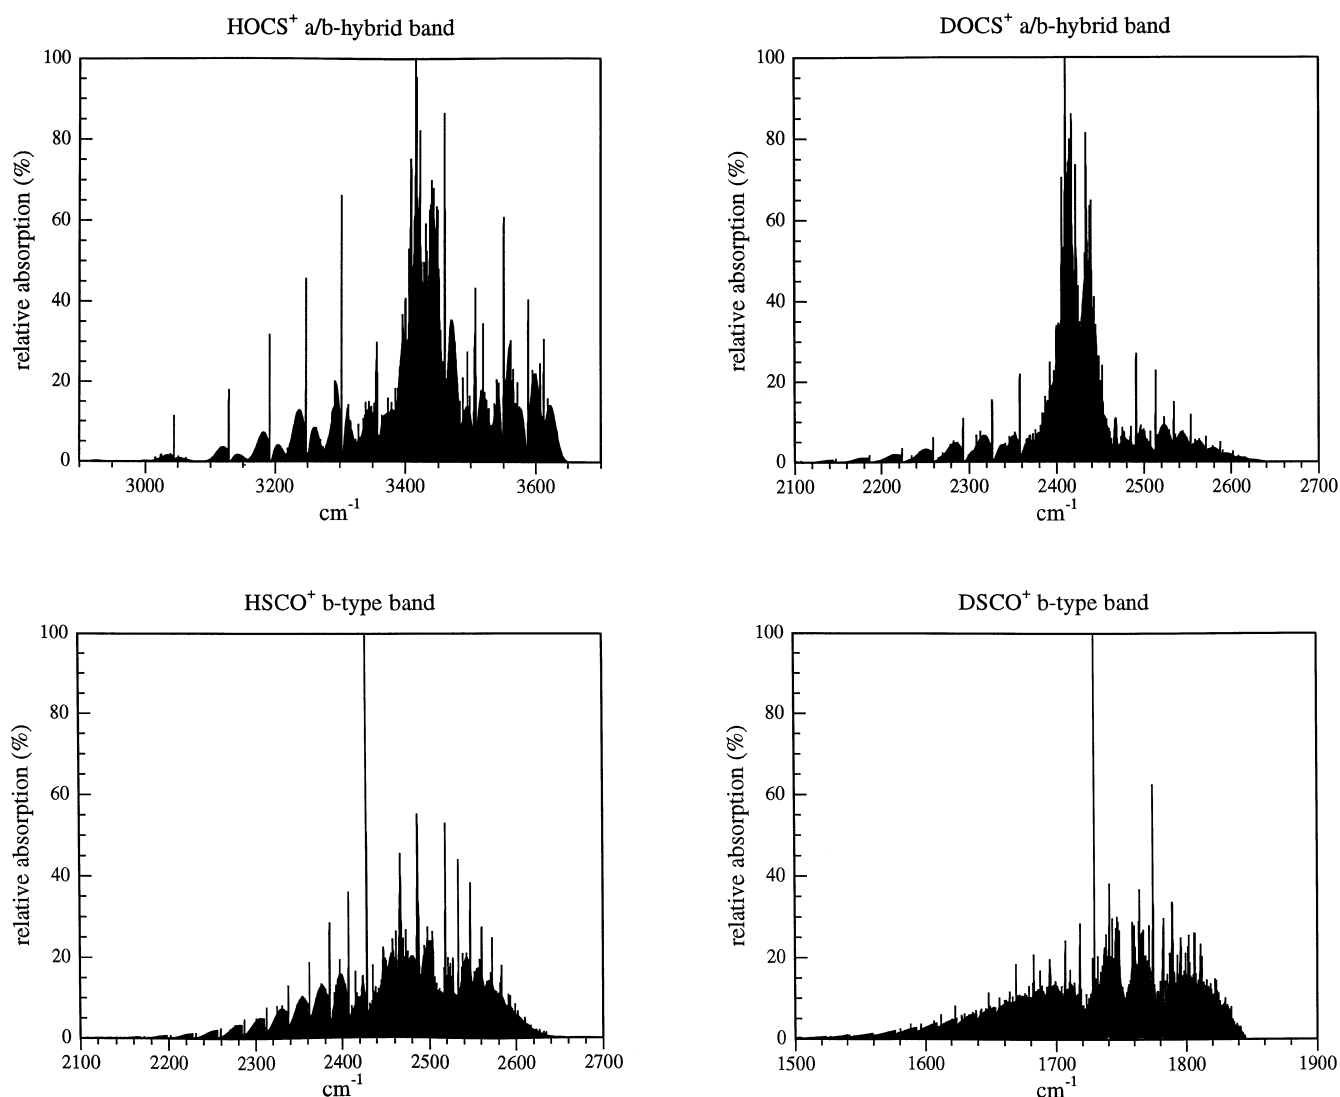 HOCS+ a/b-hybrid band
100
80
60
40
20
0
relative absorption (%)
3000 3200 3400 3600
cm-1
DOCS+ a/b-hybrid band
100
80
60
40
20
0
relative absorption (%)
2100 2200 2300 2400 2500 2600 2700
cm-1
HSCO+ b-type band
100
80
60
40
20
0
relative absorption (%)
2100 2200 2300 2400 2500 2600 2700
cm-1
DSCO+ b-type band
100
80
60
40
20
0
relative absorption (%)
1500 1600 1700 1800 1900
cm-1